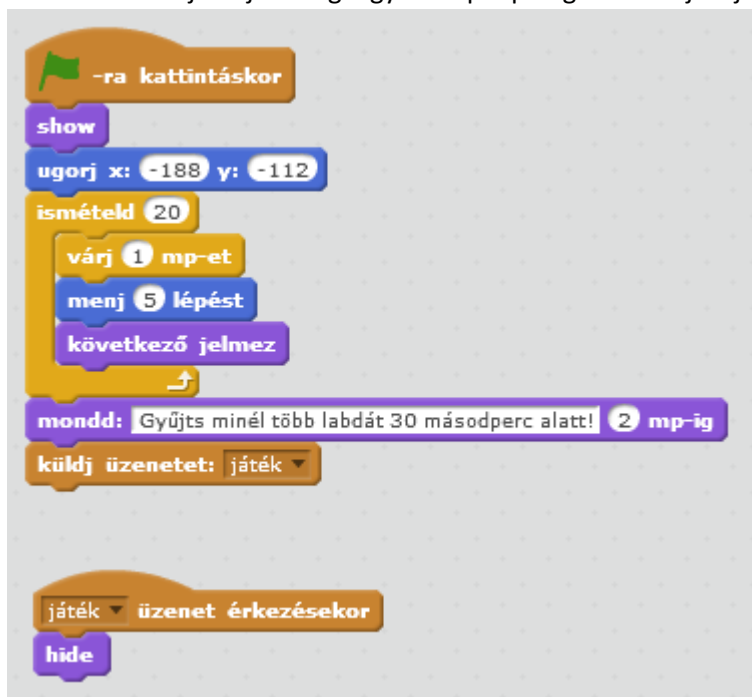 -ra kattintáskor
show
ugorj x: -188 y: -112
ismételd 20
várj 1 mp-et
menj 5 lépést
következő jelmez
mondd: Gyűjts minél több labdát 30 másodperc alatt! 2 mp-ig
küldj üzenetet: játék
játék üzenet érkezésekor
hide